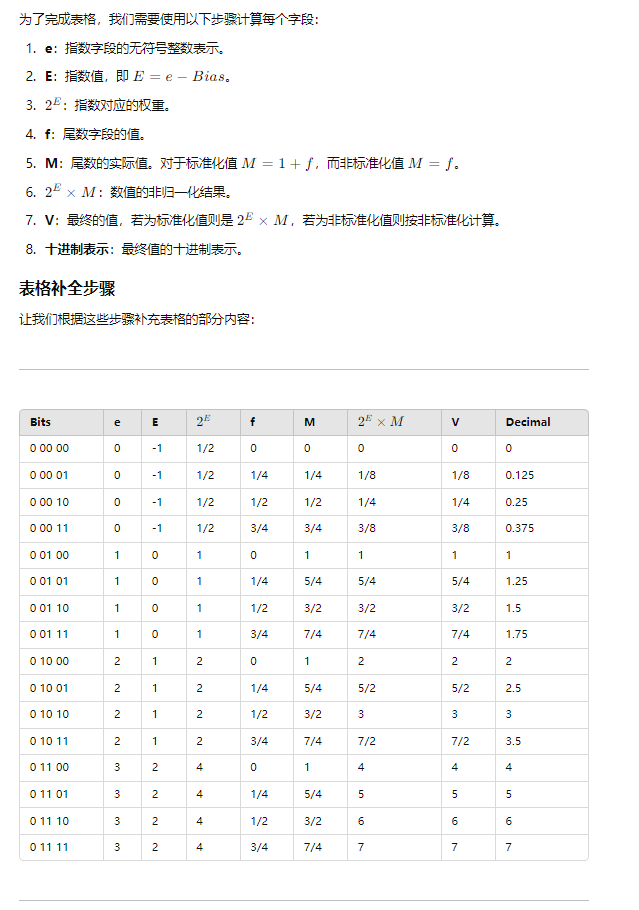 为了完成表格，我们需要使用以下步骤计算每个字段：
1. e：指数字段的无符号整数表示。
2. E：指数值，即 E = e − Bias。
3. 2^E：指数对应的权重。
4. f：尾数字段的值。
5. M：尾数的实际值。对于标准化值 M = 1 + f，而非标准化值 M = f。
6. 2^E × M：数值的非归一化结果。
7. V：最终的值，若为标准化值则是 2^E × M，若为非标准化值则按非标准化计算。
8. 十进制表示：最终值的十进制表示。
表格补全步骤
让我们根据这些步骤补充表格的部分内容：
Bits e E 2^E f M 2^E × M V Decimal
0 00 00 0 -1 1/2 0 0 0 0 0
0 00 01 0 -1 1/2 1/4 1/4 1/8 1/8 0.125
0 00 10 0 -1 1/2 1/2 1/2 1/4 1/4 0.25
0 00 11 0 -1 1/2 3/4 3/4 3/8 3/8 0.375
0 01 00 1 0 1 0 1 1 1 1
0 01 01 1 0 1 1/4 5/4 5/4 5/4 1.25
0 01 10 1 0 1 1/2 3/2 3/2 3/2 1.5
0 01 11 1 0 1 3/4 7/4 7/4 7/4 1.75
0 10 00 2 1 2 0 1 2 2 2
0 10 01 2 1 2 1/4 5/4 5/2 5/2 2.5
0 10 10 2 1 2 1/2 3/2 3 3 3
0 10 11 2 1 2 3/4 7/4 7/2 7/2 3.5
0 11 00 3 2 4 0 1 4 4 4
0 11 01 3 2 4 1/4 5/4 5 5 5
0 11 10 3 2 4 1/2 3/2 6 6 6
0 11 11 3 2 4 3/4 7/4 7 7 7